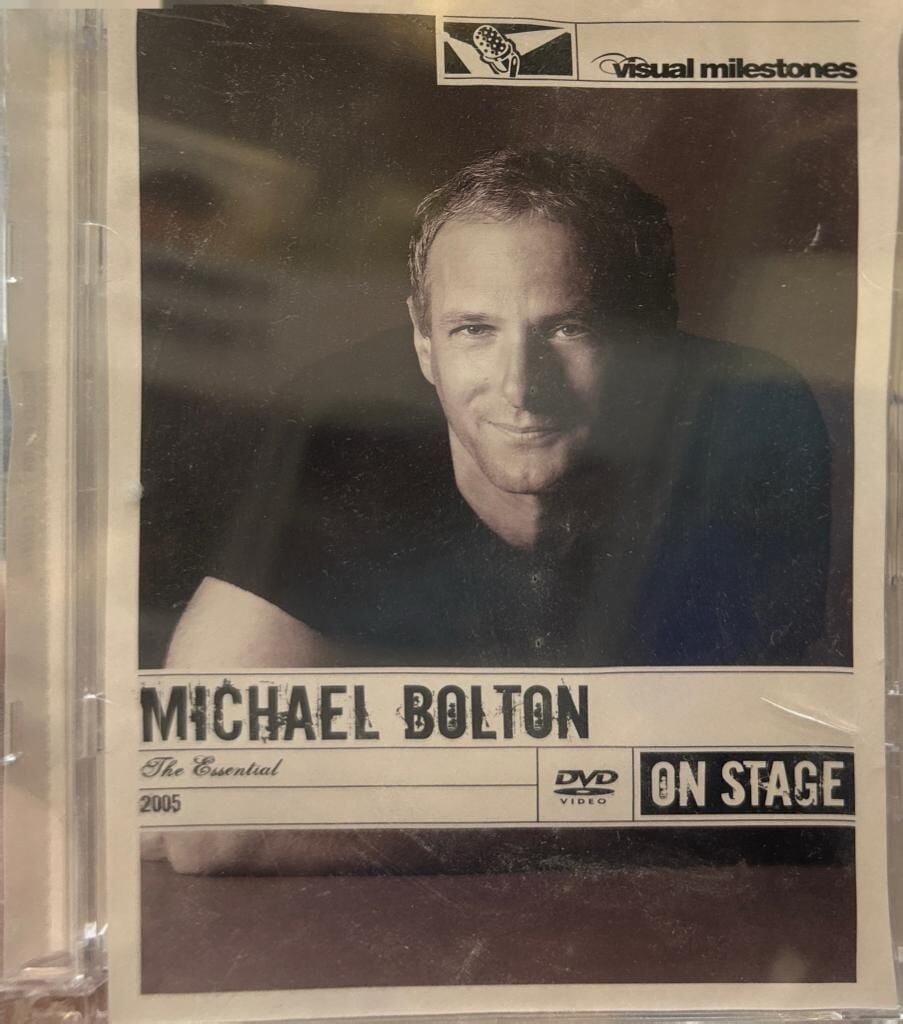 visual milestones
MICHAEL BOLTON
The Essential
2005
DVD
VIDEO
ON STAGE